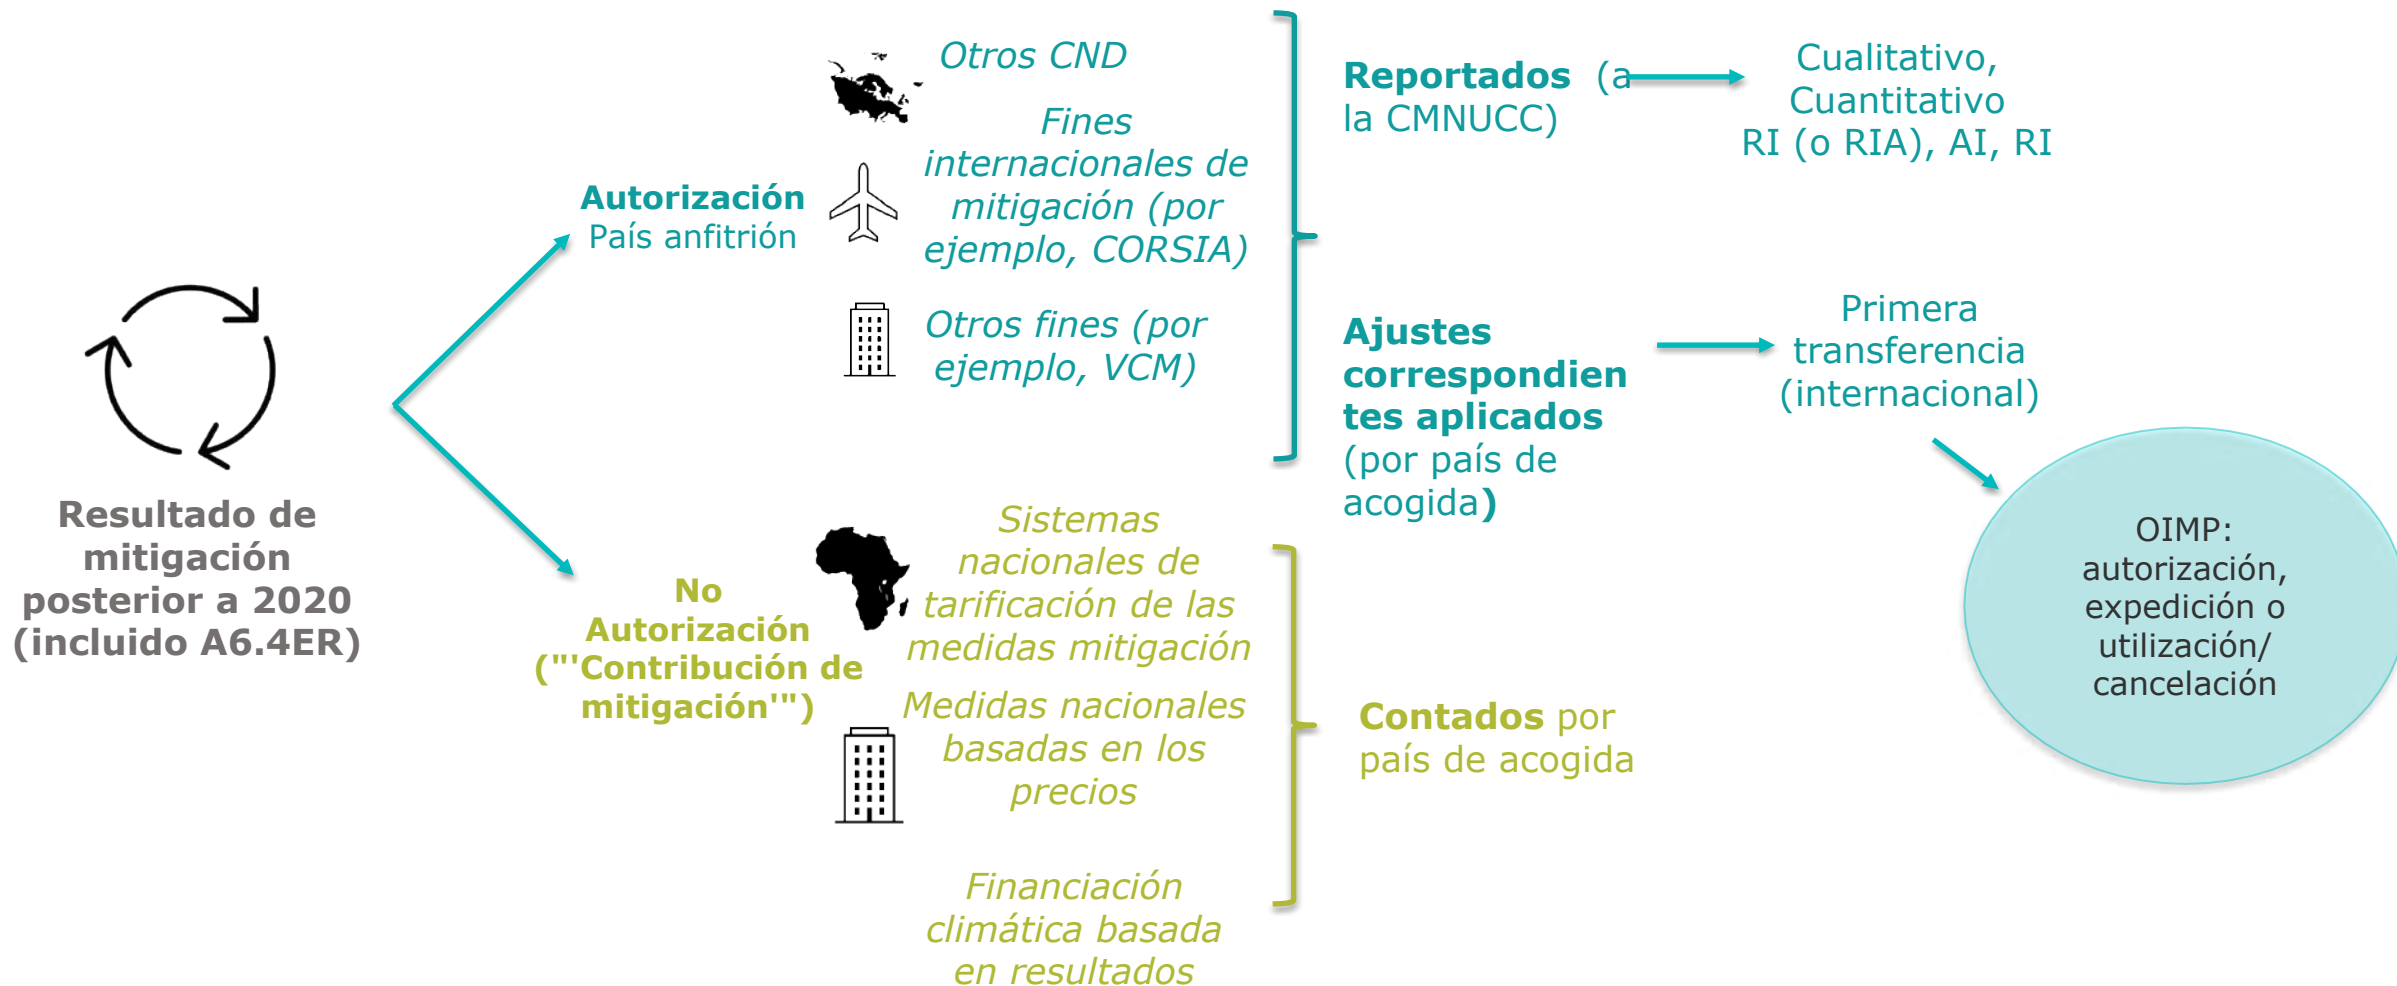 Resultado de
mitigación
posterior a 2020
(incluido A6.4ER)
Autorización
País anfitrión
Otros CND
Fines
internacionales de
mitigación (por
ejemplo, CORSIA)
Otros fines (por
ejemplo, VCM)
Reportados (a
la CMNUCC)
Cualitativo,
Cuantitativo
RI (o RIA), AI, RI
Ajustes
correspondien
tes aplicados
(por país de
acogida)
Primera
transferencia
(internacional)
OIMP:
autorización,
expedición o
utilización/
cancelación
No
Autorización
("'Contribución de
mitigación'")
Sistemas
nacionales de
tarificación de las
medidas mitigación
Medidas nacionales
basadas en los
precios
Financiación
climática basada
en resultados
Contados por
país de acogida